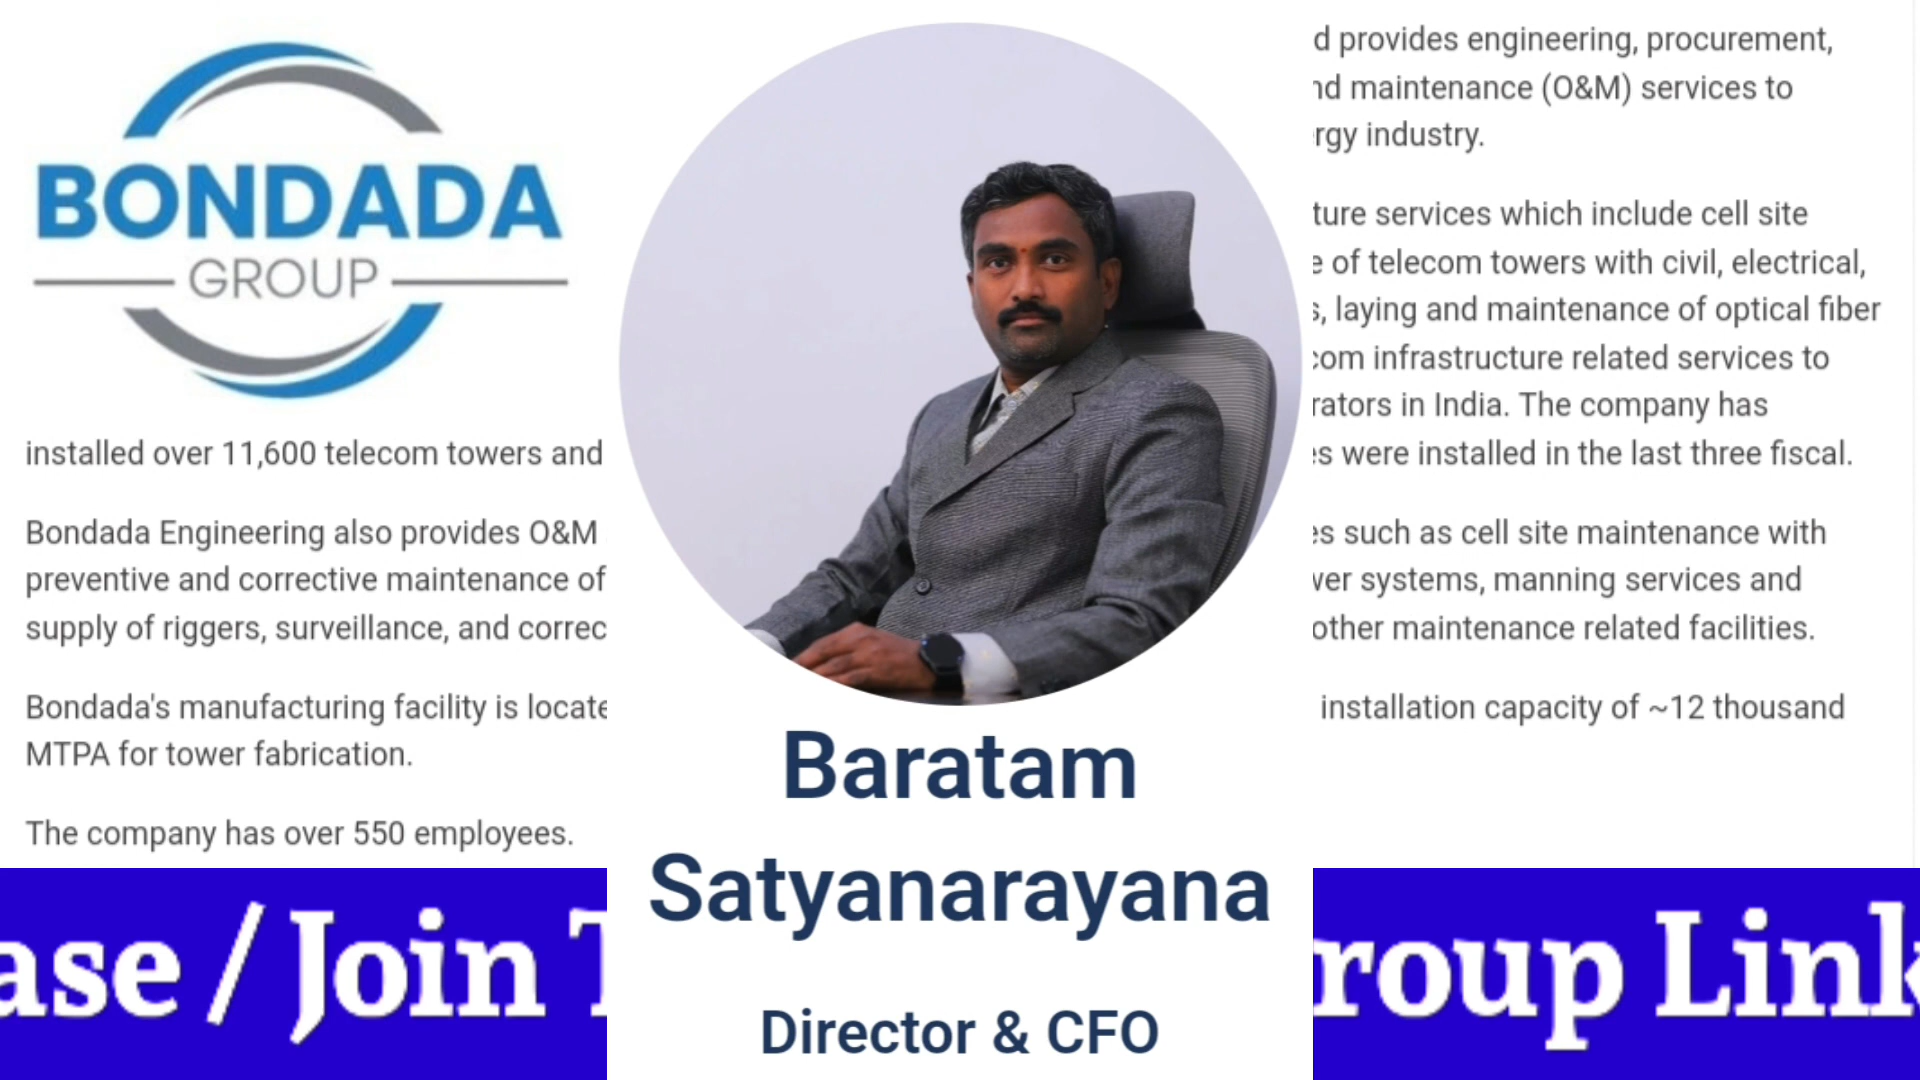 BONDADA
GROUP
installed over 11,600 telecom towers and
Bondada Engineering also provides O&M
preventive and corrective maintenance of
supply of riggers, surveillance, and correc
Bondada's manufacturing facility is locate
MTPA for tower fabrication.
The company has over 550 employees.
ase / Join
Baratam
Satyanarayana
Director & CFO
d provides engineering, procurement,
nd maintenance (O&M) services to
rgy industry.
ture services which include cell site
e of telecom towers with civil, electrical,
s, laying and maintenance of optical fiber
com infrastructure related services to
rators in India. The company has
es were installed in the last three fiscal.
es such as cell site maintenance with
wer systems, manning services and
other maintenance related facilities.
installation capacity of ~12 thousand
roup Link